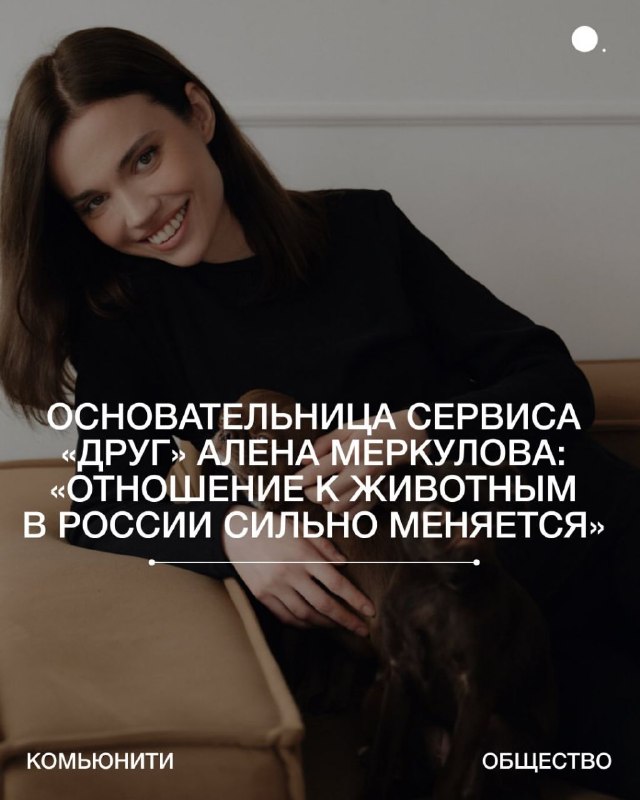 ОСНОВАТЕЛЬНИЦА СЕРВИСА
«ДРУГ» АЛЕНА МЕРКУЛОВА:
«ОТНОШЕНИЕ К ЖИВОТНЫМ
В РОССИИ СИЛЬНО МЕНЯЕТСЯ»
КОМЬЮНИТИ
ОБЩЕСТВО